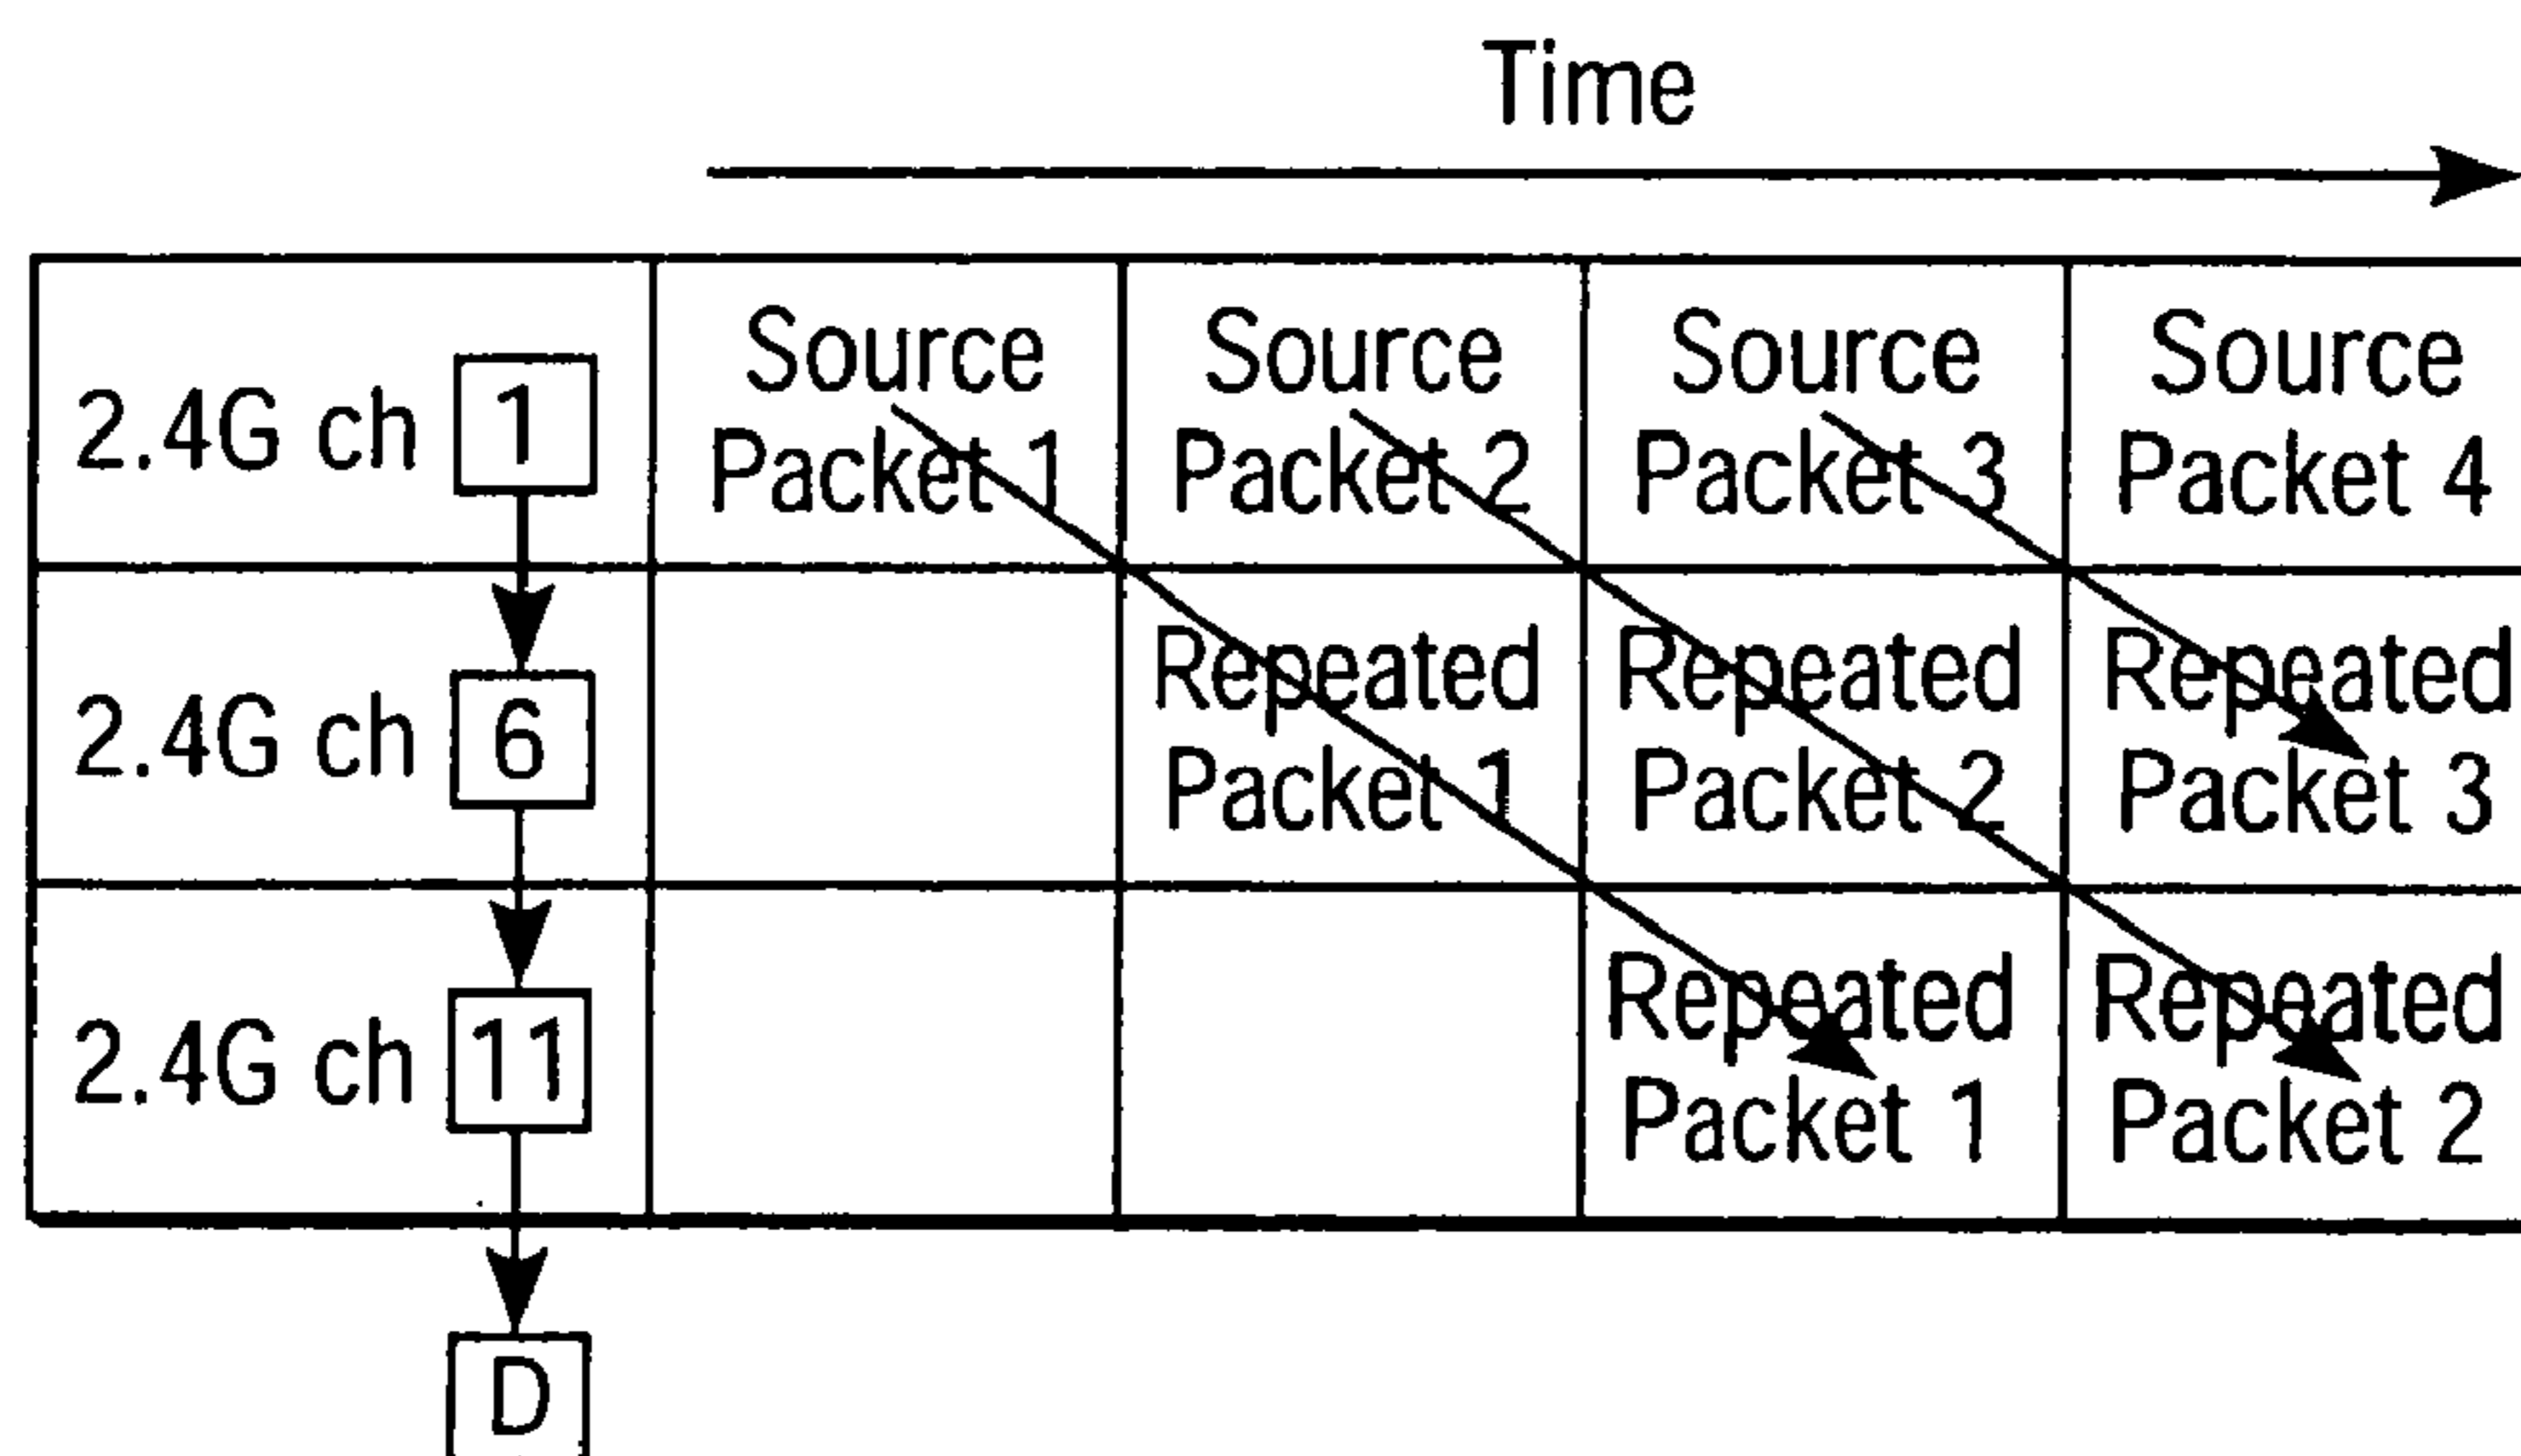 Time
2.4G ch 1
Source
Packet 1
Source
Packet 2
Source
Packet 3
Source
Packet 4
2.4G ch 6
Repeated
Packet 1
Repeated
Packet 2
Repeated
Packet 3
2.4G ch 11
Repeated
Packet 1
Repeated
Packet 2
D